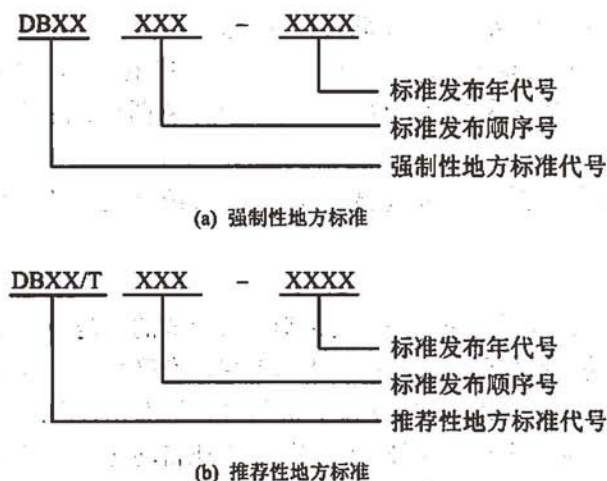 DBXX XXX - XXXX
标准发布年代号
标准发布顺序号
强制性地方标准代号
(a) 强制性地方标准
DBXX/T XXX - XXXX
标准发布年代号
标准发布顺序号
推荐性地方标准代号
(b) 推荐性地方标准